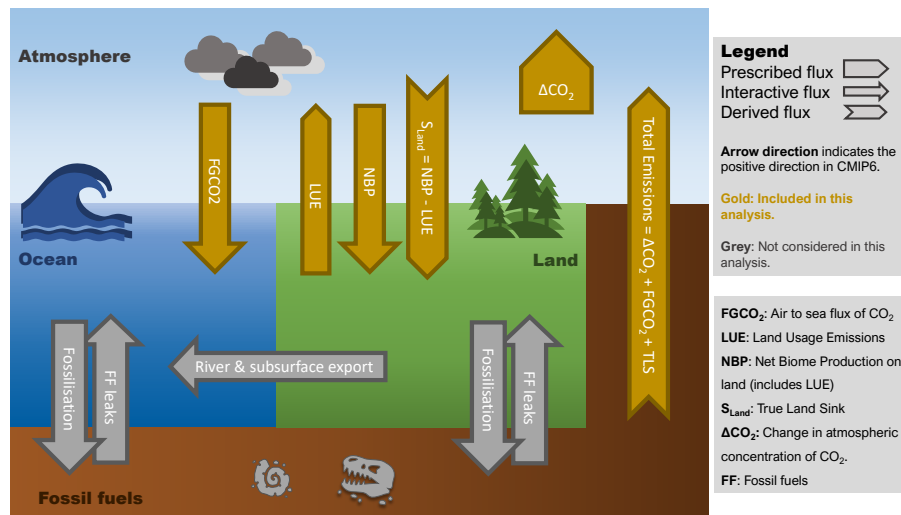 Atmosphere
ΔCO₂
FGCO2
LUE
NBP
S_Land = NBP - LUE
Total Emissions = ΔCO₂ + FGCO₂ + TLS
Ocean
Land
Fossilisation
FF leaks
River & subsurface export
Fossilisation
FF leaks
Fossil fuels
Legend
Prescribed flux
Interactive flux
Derived flux
Arrow direction indicates the
positive direction in CMIP6.
Gold: Included in this
analysis.
Grey: Not considered in this
analysis.
FGCO₂: Air to sea flux of CO₂
LUE: Land Usage Emissions
NBP: Net Biome Production on
land (includes LUE)
S_Land: True Land Sink
ΔCO₂: Change in atmospheric
concentration of CO₂.
FF: Fossil fuels